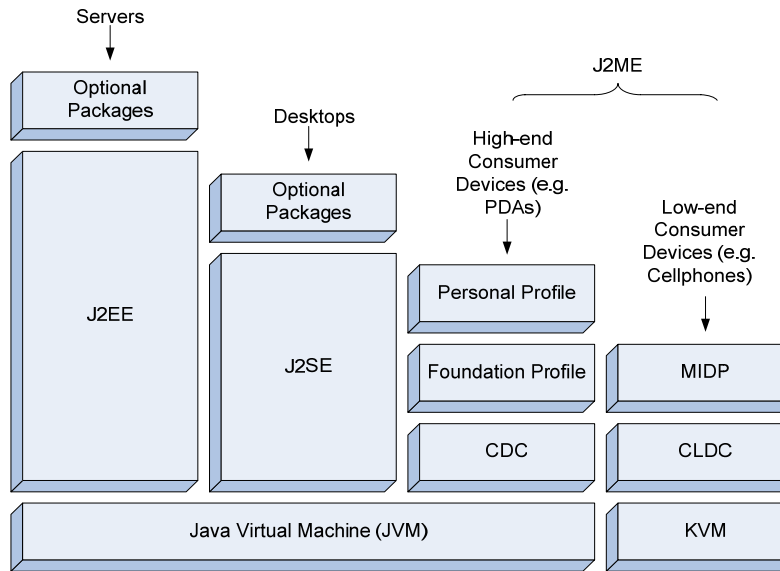 Servers
Optional
Packages
J2EE
Desktops
Optional
Packages
J2SE
J2ME
High-end
Consumer
Devices (e.g.
PDAs)
Personal Profile
Foundation Profile
CDC
Low-end
Consumer
Devices (e.g.
Cellphones)
MIDP
CLDC
Java Virtual Machine (JVM)
KVM